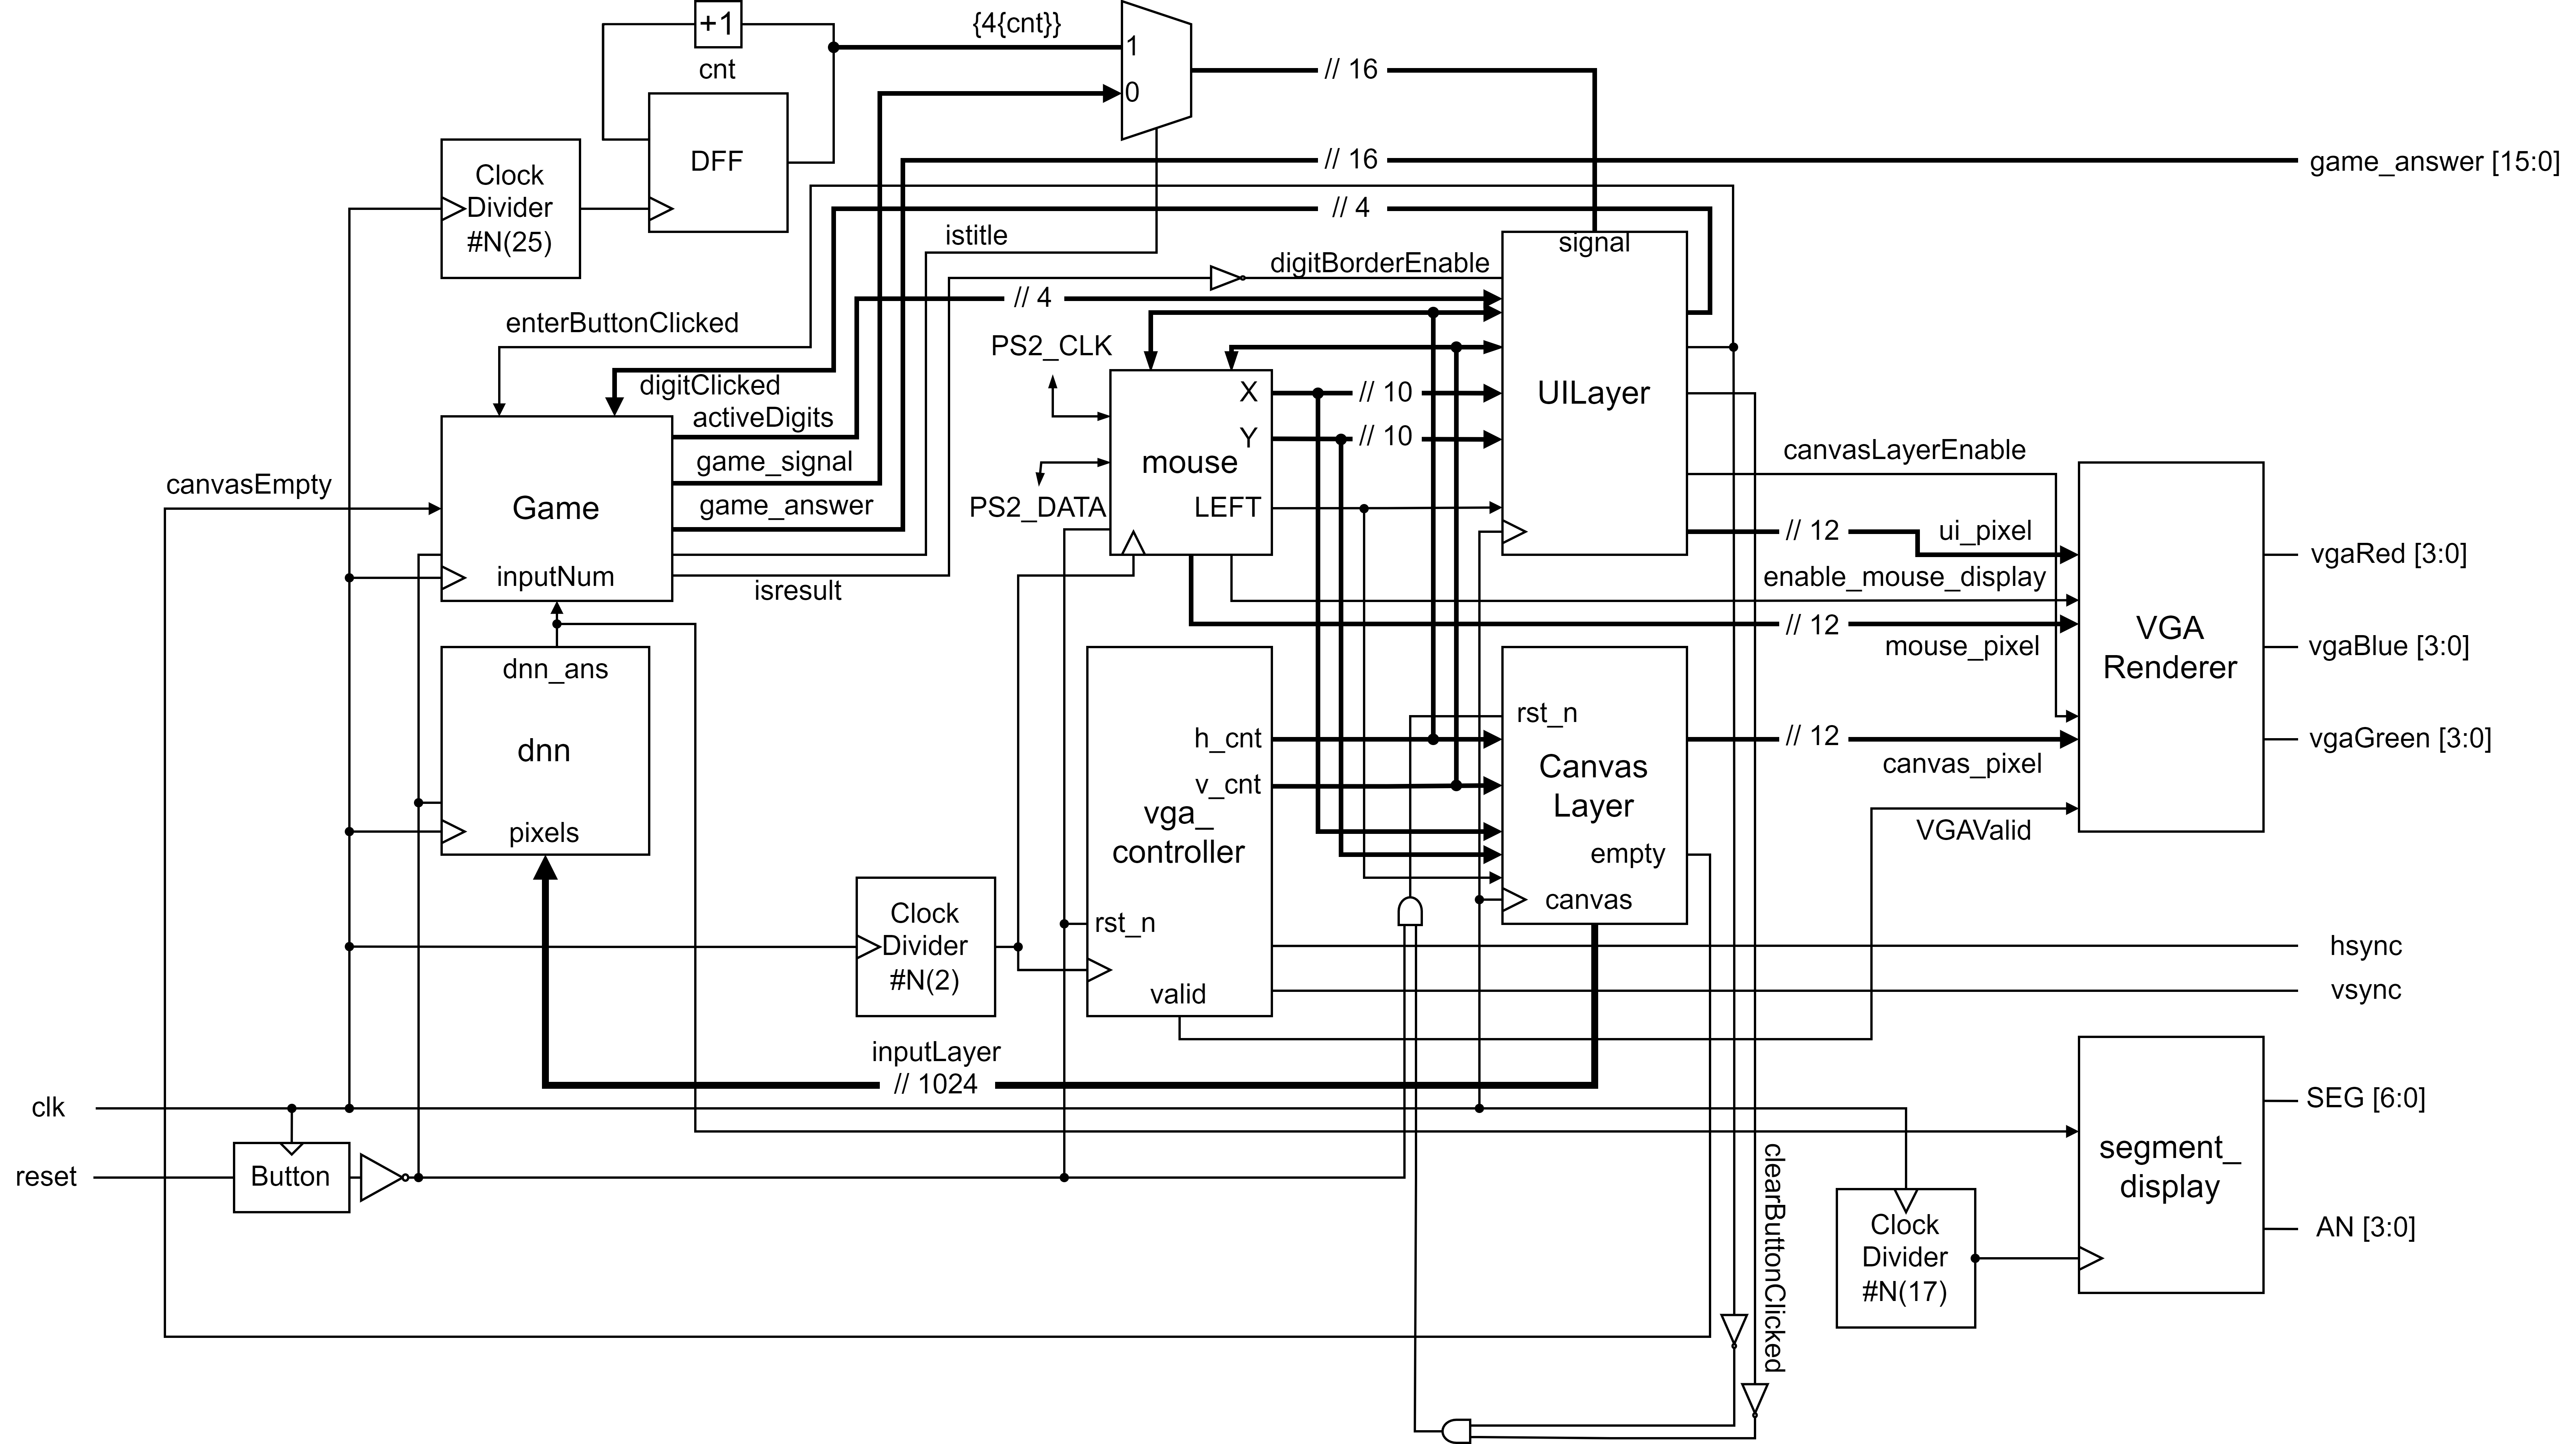 +1
cnt
{4{cnt}}
1
0
// 16
DFF
Clock
Divider
#N(25)
// 16
game_answer [15:0]
// 4
istitle
signal
digitBorderEnable
// 4
enterButtonClicked
PS2_CLK
digitClicked
activeDigits
X
// 10
UILayer
Y
// 10
mouse
game_signal
canvasEmpty
game_answer
PS2_DATA
LEFT
Game
inputNum
isresult
canvasLayerEnable
// 12
ui_pixel
enable_mouse_display
// 12
mouse_pixel
VGA
Renderer
vgaRed [3:0]
vgaBlue [3:0]
vgaGreen [3:0]
dnn_ans
dnn
pixels
h_cnt
v_cnt
vga_
controller
rst_n
valid
rst_n
Canvas
Layer
empty
canvas
// 12
canvas_pixel
VGAValid
Clock
Divider
#N(2)
hsync
vsync
inputLayer
// 1024
clk
reset
Button
clearButtonClicked
Clock
Divider
#N(17)
segment_
display
SEG [6:0]
AN [3:0]